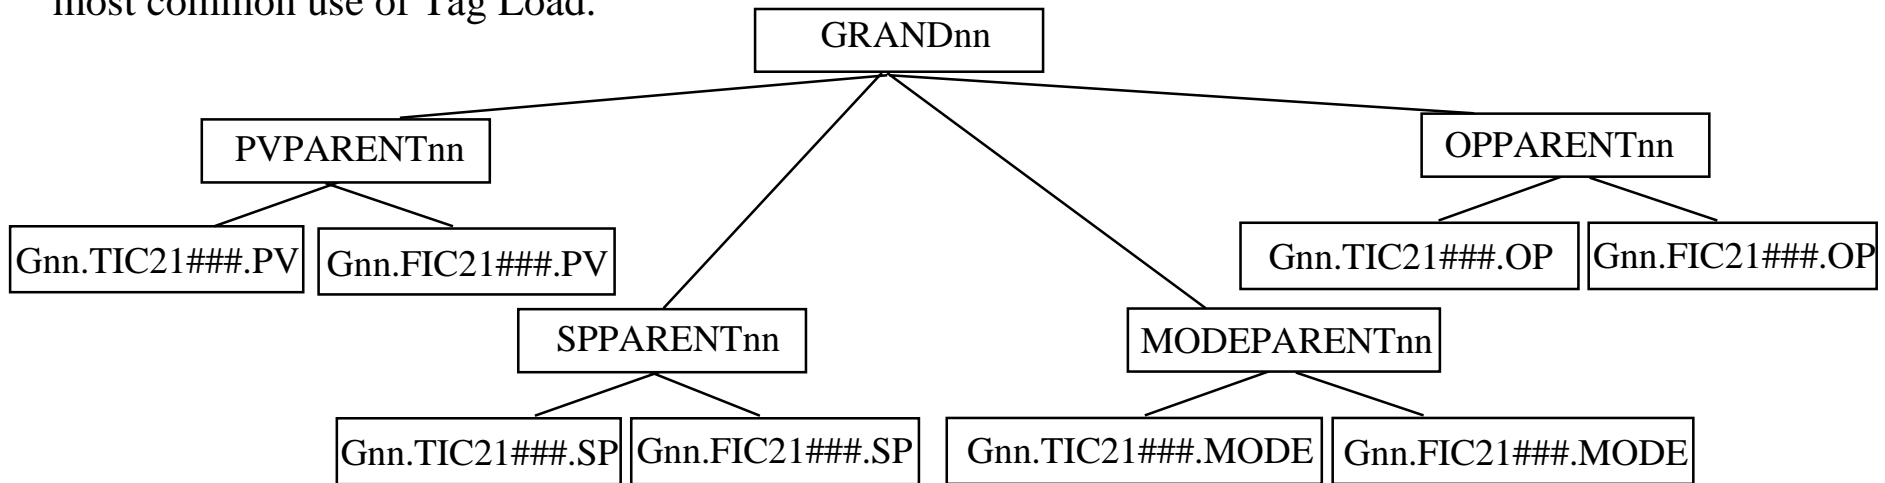 most common use of Tag Load.
GRANDnn
PVPARENTnn
OPPARENTnn
Gnn.TIC21###.PV
Gnn.FIC21###.PV
Gnn.TIC21###.OP
Gnn.FIC21###.OP
SPPARENTnn
MODEPARENTnn
Gnn.TIC21###.SP
Gnn.FIC21###.SP
Gnn.TIC21###.MODE
Gnn.FIC21###.MODE